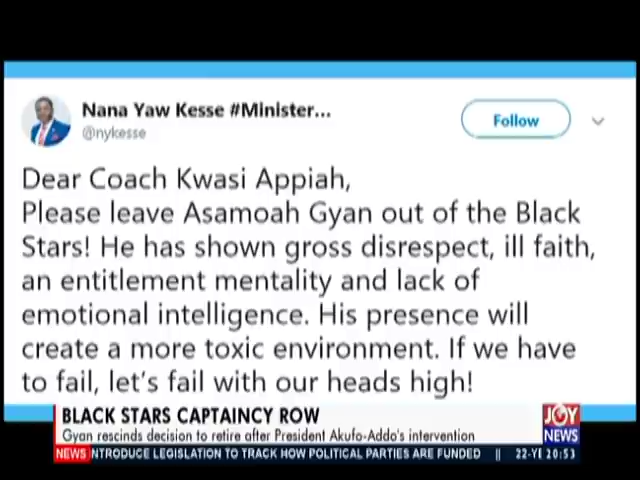 Nana Yaw Kesse #Minister...
@nykesse
Follow
Dear Coach Kwasi Appiah,
Please leave Asamoah Gyan out of the Black
Stars! He has shown gross disrespect, ill faith,
an entitlement mentality and lack of
emotional intelligence. His presence will
create a more toxic environment. If we have
to fail, let's fail with our heads high!
BLACK STARS CAPTAINCY ROW
Gyan rescinds decision to retire after President Akufo-Addo's intervention
JOY
NEWS
NEWS NTRODUCE LEGISLATION TO TRACK HOW POLITICAL PARTIES ARE FUNDED || 22-YE 20:53